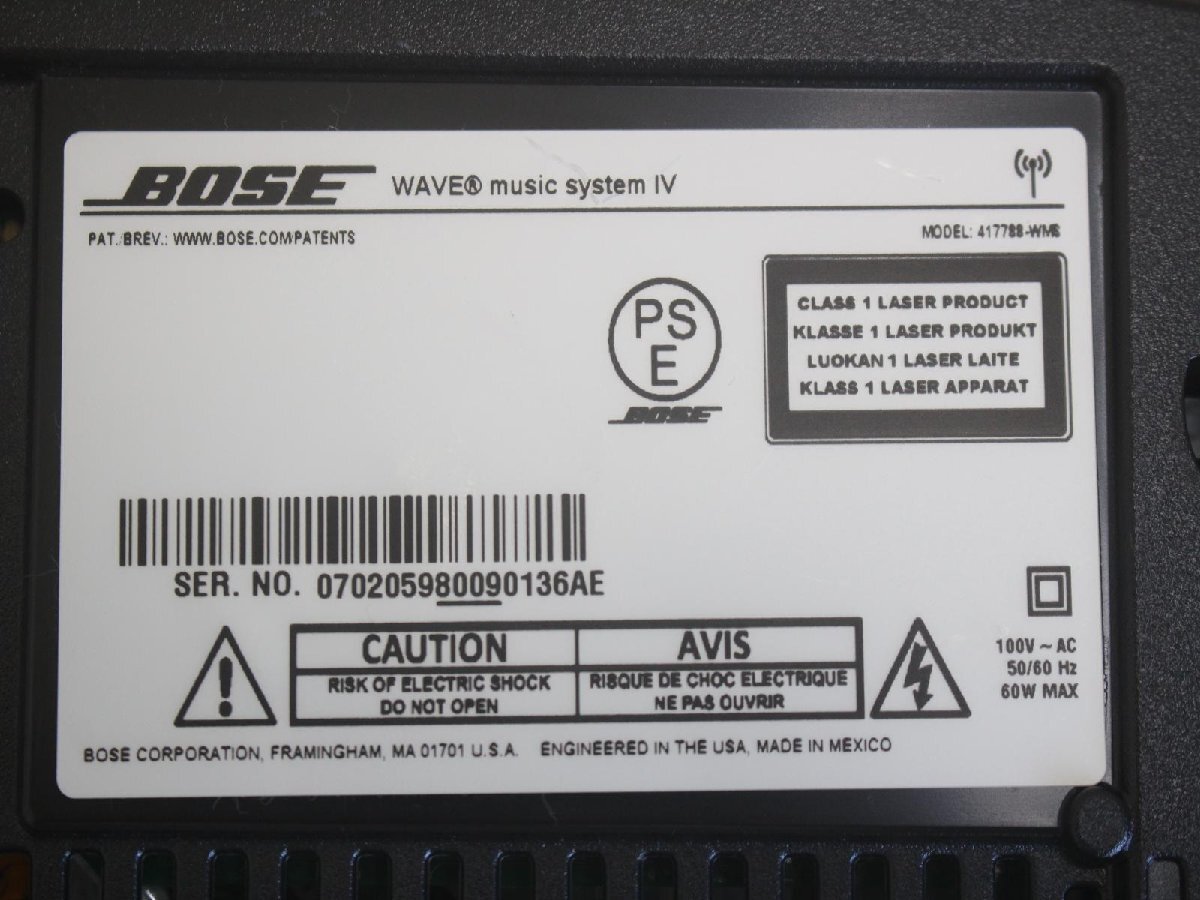 BOSE WAVE® music system IV
PAT./BREV.: WWW.BOSE.COM/PATENTS
MODEL: 417788-WMS
PS
E
BOSE
CLASS 1 LASER PRODUCT
KLASSE 1 LASER PRODUKT
LUOKAN 1 LASER LAITE
KLASS 1 LASER APPARAT
SER. NO. 070205980090136AE
CAUTION
RISK OF ELECTRIC SHOCK
DO NOT OPEN
AVIS
RISQUE DE CHOC ELECTRIQUE
NE PAS OUVRIR
100V ~ AC
50/60 Hz
60W MAX
BOSE CORPORATION, FRAMINGHAM, MA 01701 U.S.A. ENGINEERED IN THE USA, MADE IN MEXICO